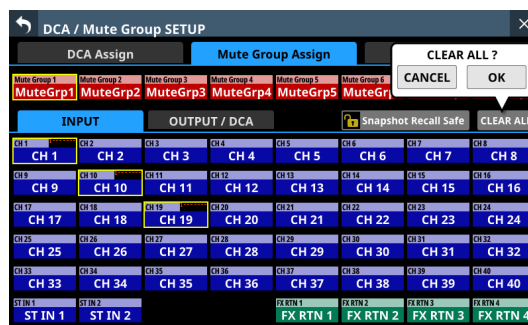 DCA / Mute Group SETUP
DCA Assign Mute Group Assign
CLEAR ALL ?
CANCEL OK
Mute Group 1 Mute Group 2 Mute Group 3 Mute Group 4 Mute Group 5 Mute Group 6
MuteGrp1 MuteGrp2 MuteGrp3 MuteGrp4 MuteGrp5 MuteGrp6
INPUT OUTPUT / DCA Snapshot Recall Safe CLEAR ALL
CH 1 CH 2 CH 3 CH 4 CH 5 CH 6 CH 7 CH 8
CH 1 CH 2 CH 3 CH 4 CH 5 CH 6 CH 7 CH 8
CH 9 CH 10 CH 11 CH 12 CH 13 CH 14 CH 15 CH 16
CH 9 CH 10 CH 11 CH 12 CH 13 CH 14 CH 15 CH 16
CH 17 CH 18 CH 19 CH 20 CH 21 CH 22 CH 23 CH 24
CH 17 CH 18 CH 19 CH 20 CH 21 CH 22 CH 23 CH 24
CH 25 CH 26 CH 27 CH 28 CH 29 CH 30 CH 31 CH 32
CH 25 CH 26 CH 27 CH 28 CH 29 CH 30 CH 31 CH 32
CH 33 CH 34 CH 35 CH 36 CH 37 CH 38 CH 39 CH 40
CH 33 CH 34 CH 35 CH 36 CH 37 CH 38 CH 39 CH 40
ST IN 1 ST IN 2 FX RTN 1 FX RTN 2 FX RTN 3 FX RTN 4
ST IN 1 ST IN 2 FX RTN 1 FX RTN 2 FX RTN 3 FX RTN 4